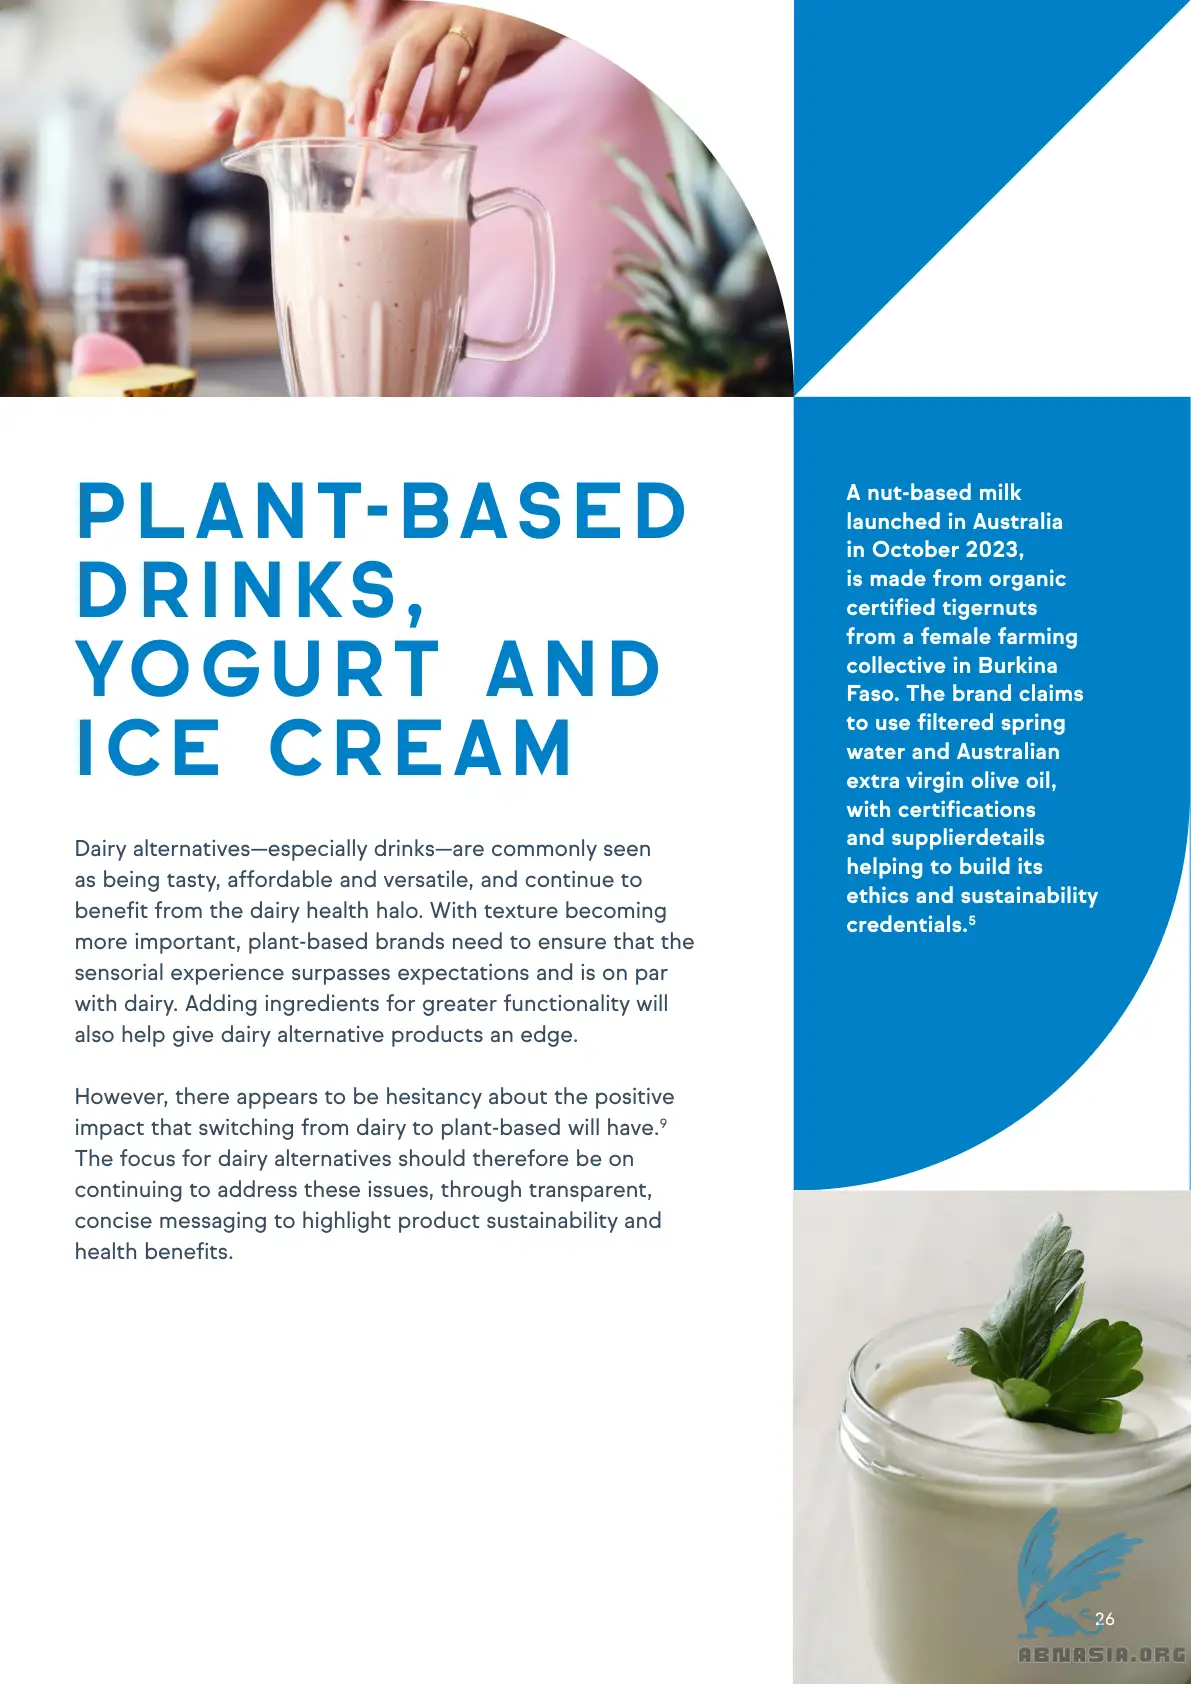 PLANT-BASED
DRINKS,
YOGURT AND
ICE CREAM
Dairy alternatives—especially drinks—are commonly seen
as being tasty, affordable and versatile, and continue to
benefit from the dairy health halo. With texture becoming
more important, plant-based brands need to ensure that the
sensorial experience surpasses expectations and is on par
with dairy. Adding ingredients for greater functionality will
also help give dairy alternative products an edge.
However, there appears to be hesitancy about the positive
impact that switching from dairy to plant-based will have.⁹
The focus for dairy alternatives should therefore be on
continuing to address these issues, through transparent,
concise messaging to highlight product sustainability and
health benefits.
A nut-based milk
launched in Australia
in October 2023,
is made from organic
certified tigernuts
from a female farming
collective in Burkina
Faso. The brand claims
to use filtered spring
water and Australian
extra virgin olive oil,
with certifications
and supplierdetails
helping to build its
ethics and sustainability
credentials.⁵
26
ABNASIA.ORG